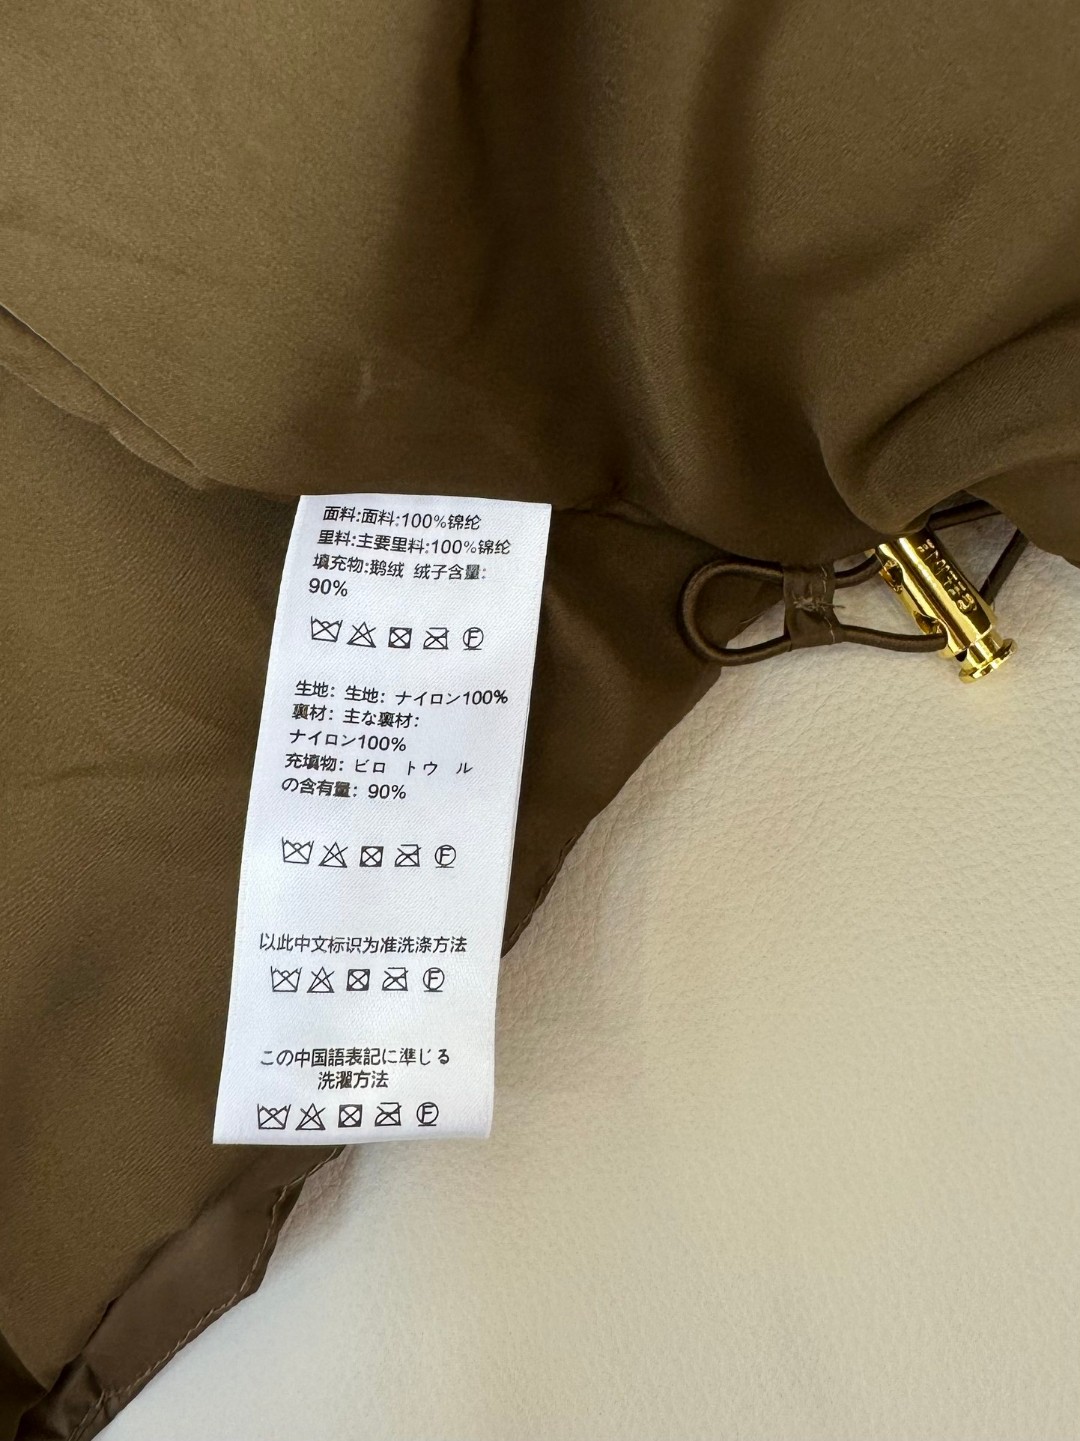 面料:面料:100%锦纶
里料:主要里料:100%锦纶
填充物:鹅绒 绒子含量:
90%
F
生地: 生地: ナイロン100%
裏材: 主な裏材:
ナイロン100%
充填物: ビロ トウ ル
の含有量: 90%
F
以此中文标识为准洗涤方法
F
この中国語表記に準じる
洗濯方法
F